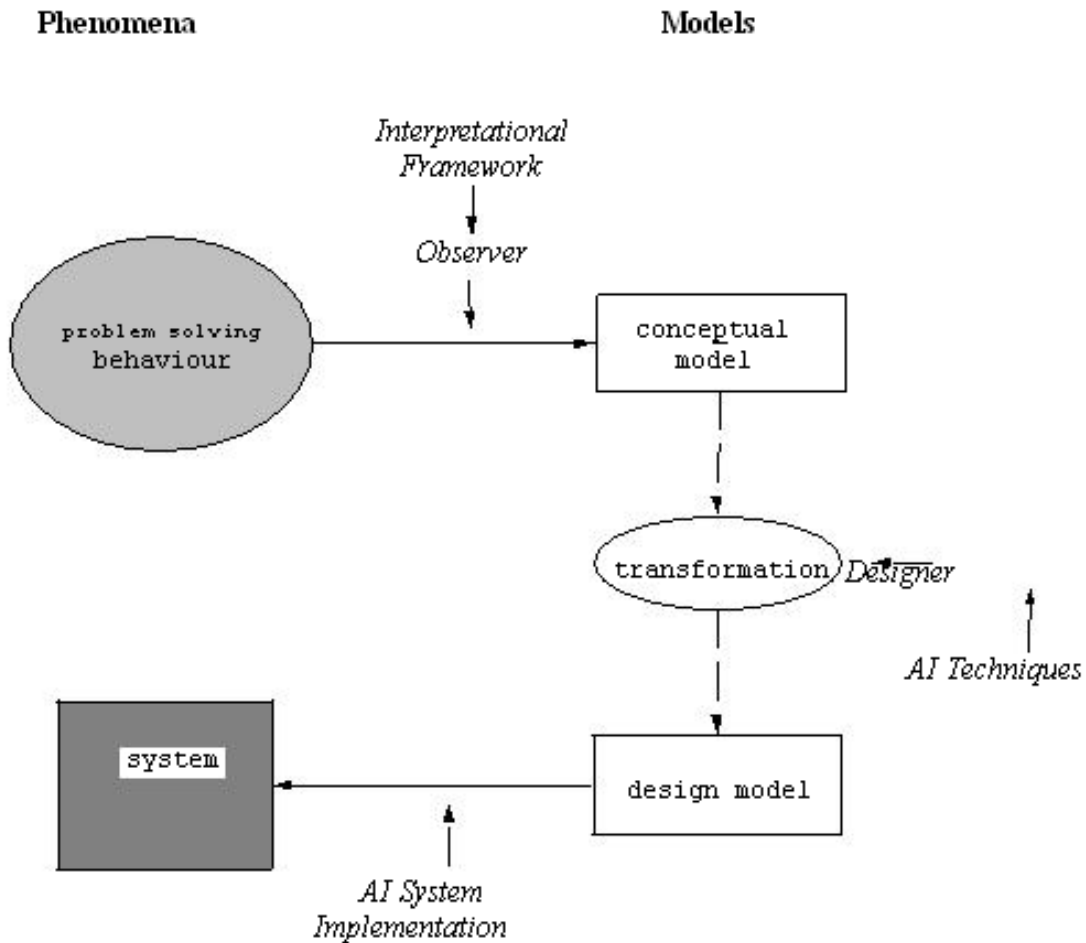 Phenomena
Models
Interpretational
Framework
Observer
problem solving
behaviour
conceptual
model
transformation
Designer
AI Techniques
system
design model
AI System
Implementation